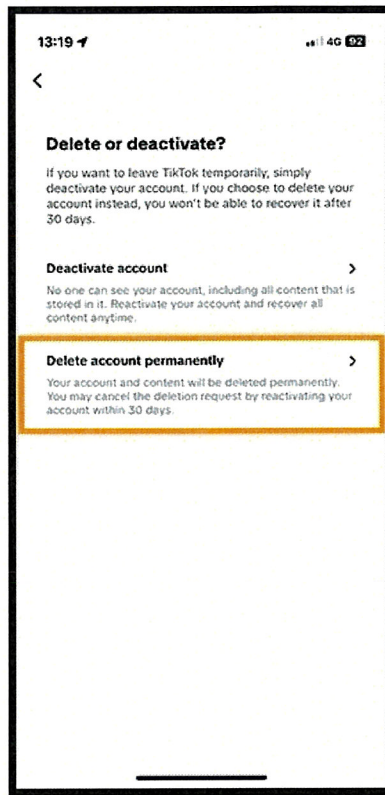 13:19
4G 92
Delete or deactivate?
If you want to leave TikTok temporarily, simply
deactivate your account. If you choose to delete your
account instead, you won't be able to recover it after
30 days.
Deactivate account
No one can see your account, including all content that is
stored in it. Reactivate your account and recover all
content anytime.
Delete account permanently
Your account and content will be deleted permanently.
You may cancel the deletion request by reactivating your
account within 30 days.